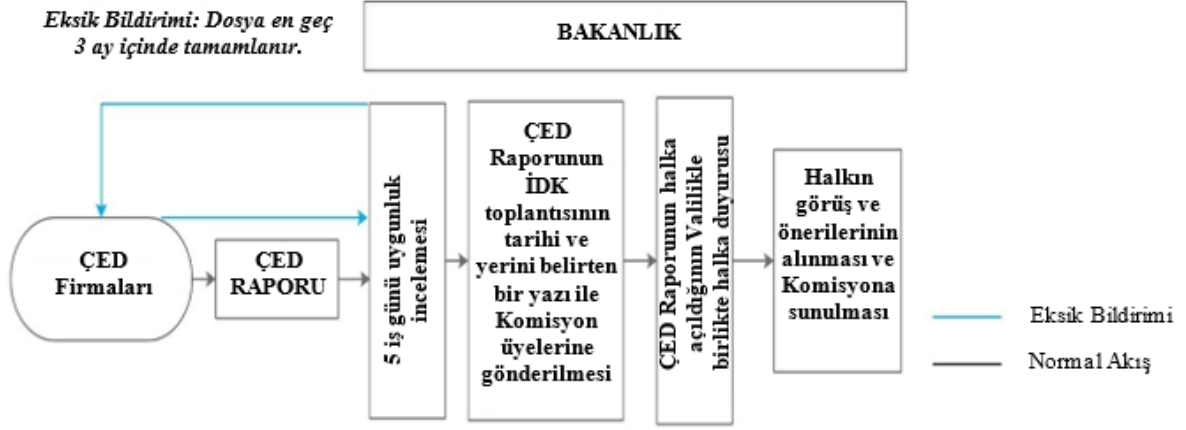 Eksik Bildirimi: Dosya en geç
3 ay içinde tamamlanır.
BAKANLIK
ÇED
Firmaları
ÇED
RAPORU
5 iş günü uygunluk
incelemesi
ÇED
Raporunun
İDK
toplantısının
tarihi ve
yerini belirten
bir yazı ile
Komisyon
üyelerine
gönderilmesi
ÇED Raporunun halka
açıldığının Valilikle
birlikte halka duyurusu
Halkın
görüş ve
önerilerinin
alınması ve
Komisyona
sunulması
Eksik Bildirimi
Normal Akış